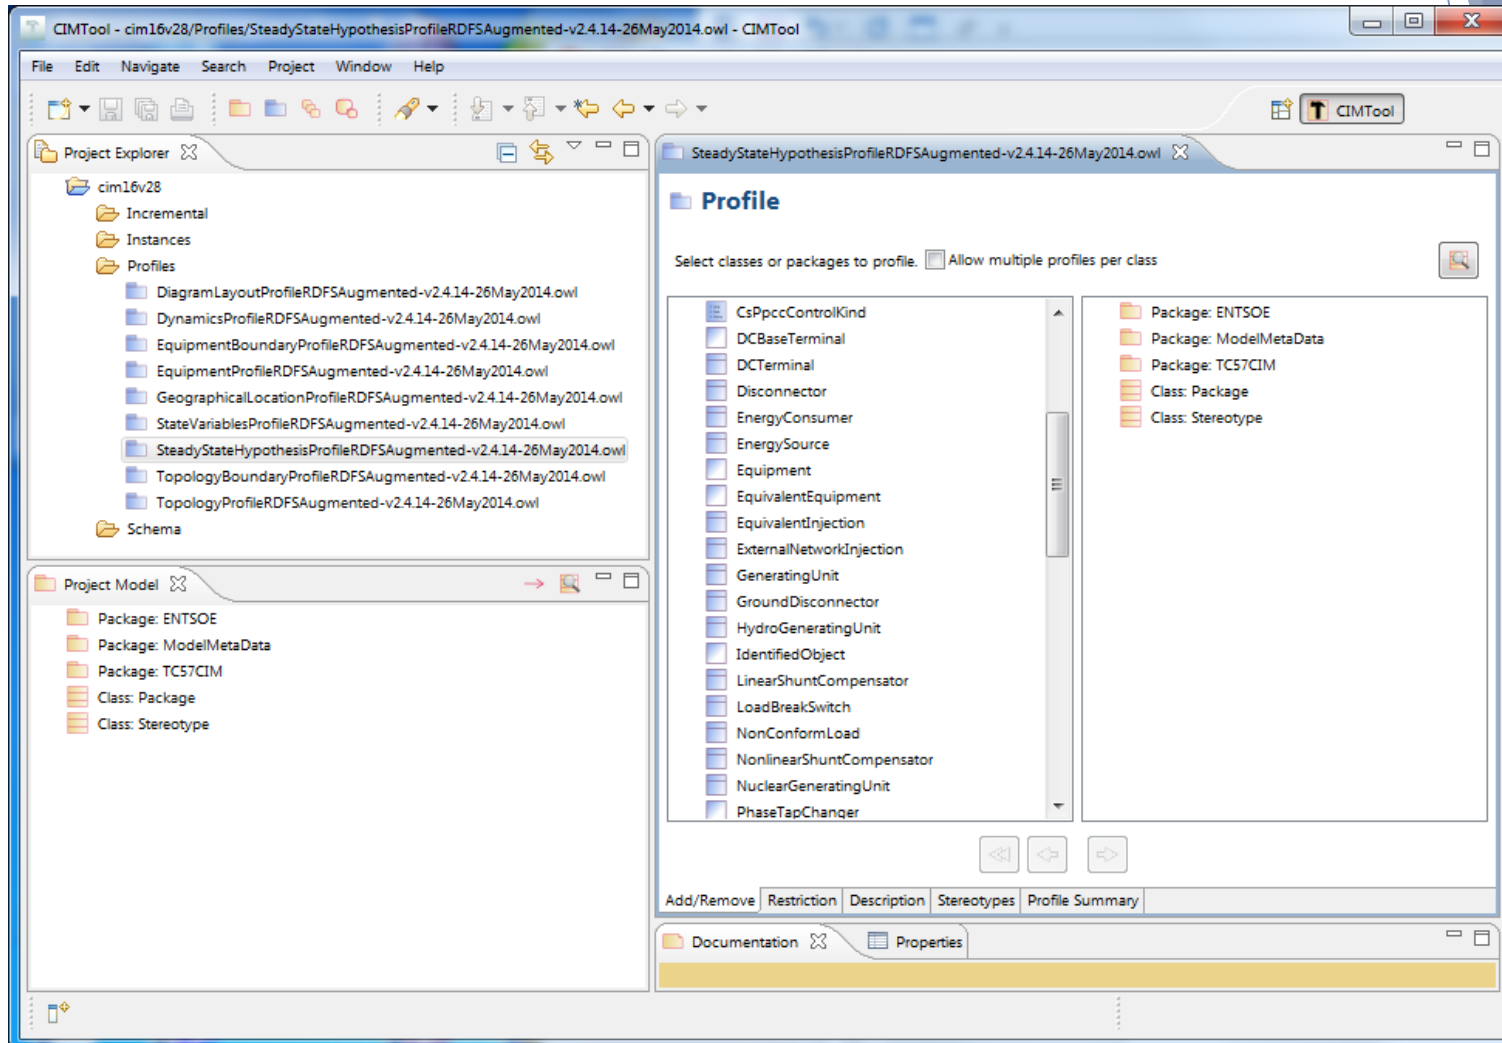 CIMTool - cim16v28/Profiles/SteadyStateHypothesisProfileRDFSAugmented-v2.4.14-26May2014.owl - CIMTool
File Edit Navigate Search Project Window Help
CIMTool
Project Explorer
cim16v28
Incremental
Instances
Profiles
DiagramLayoutProfileRDFSAugmented-v2.4.14-26May2014.owl
DynamicsProfileRDFSAugmented-v2.4.14-26May2014.owl
EquipmentBoundaryProfileRDFSAugmented-v2.4.14-26May2014.owl
EquipmentProfileRDFSAugmented-v2.4.14-26May2014.owl
GeographicalLocationProfileRDFSAugmented-v2.4.14-26May2014.owl
StateVariablesProfileRDFSAugmented-v2.4.14-26May2014.owl
SteadyStateHypothesisProfileRDFSAugmented-v2.4.14-26May2014.owl
TopologyBoundaryProfileRDFSAugmented-v2.4.14-26May2014.owl
TopologyProfileRDFSAugmented-v2.4.14-26May2014.owl
Schema
Project Model
Package: ENTSOE
Package: ModelMetaData
Package: TC57CIM
Class: Package
Class: Stereotype
SteadyStateHypothesisProfileRDFSAugmented-v2.4.14-26May2014.owl
Profile
Select classes or packages to profile. Allow multiple profiles per class
CsPpccControlKind
DCBaseTerminal
DCTerminal
Disconnector
EnergyConsumer
EnergySource
Equipment
EquivalentEquipment
EquivalentInjection
ExternalNetworkInjection
GeneratingUnit
GroundDisconnector
HydroGeneratingUnit
IdentifiedObject
LinearShuntCompensator
LoadBreakSwitch
NonConformLoad
NonlinearShuntCompensator
NuclearGeneratingUnit
PhaseTapChanger
Package: ENTSOE
Package: ModelMetaData
Package: TC57CIM
Class: Package
Class: Stereotype
Add/Remove Restriction Description Stereotypes Profile Summary
Documentation Properties